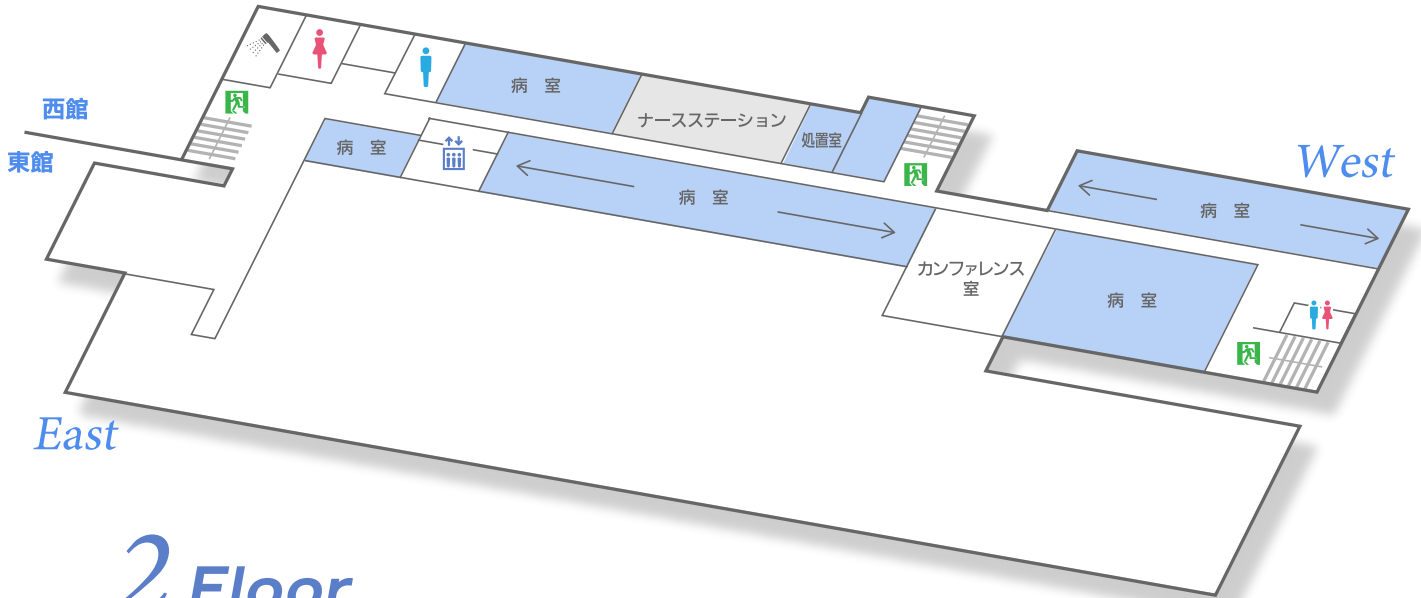 西館
東館
病 室
ナースステーション
処置室
病 室
病 室
West
病 室
カンファレンス
室
病 室
East
2 Floor